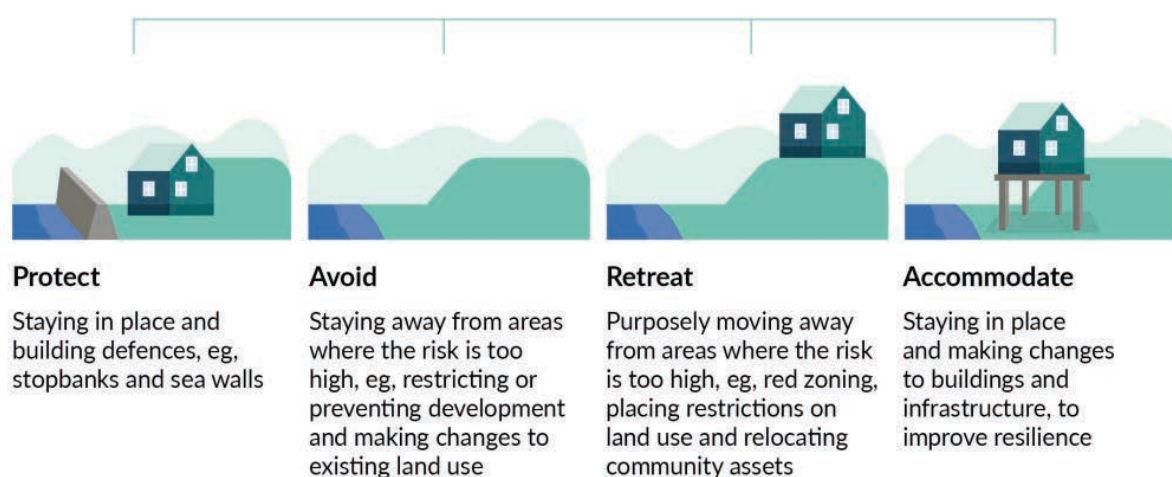 Protect
Staying in place and
building defences, eg,
stopbanks and sea walls
Avoid
Staying away from areas
where the risk is too
high, eg, restricting or
preventing development
and making changes to
existing land use
Retreat
Purposely moving away
from areas where the risk
is too high, eg, red zoning,
placing restrictions on
land use and relocating
community assets
Accommodate
Staying in place
and making changes
to buildings and
infrastructure, to
improve resilience